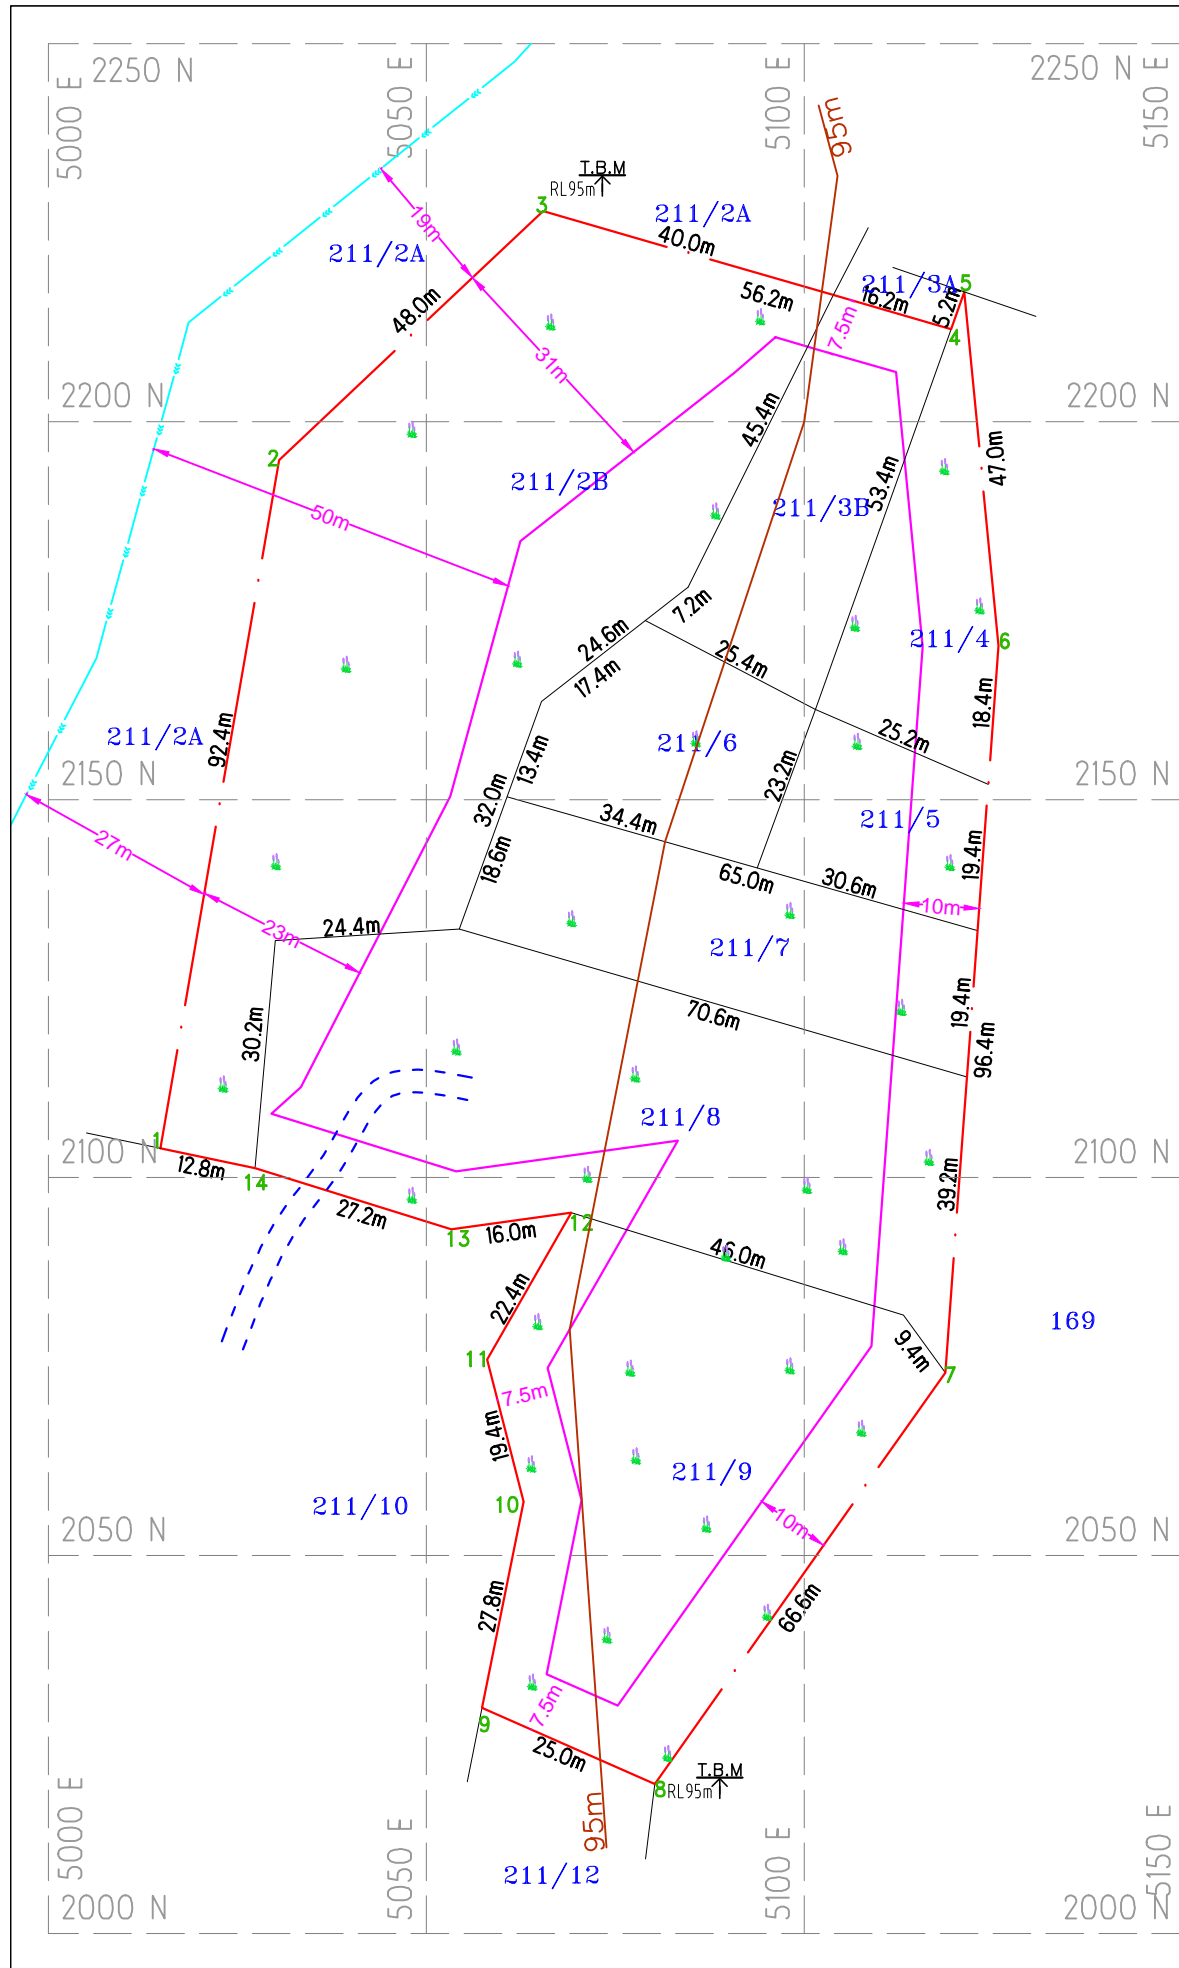 2250 N
2250 N
5000 E
5050 E
5100 E
5150 E
95m
T.B.M
RL95m
3
211/2A
211/2A
19m
40.0m
211/3A
5
56.2m
16.2m
5.2m
48.0m
7.5m
4
31m
2200 N
2200 N
45.4m
47.0m
2
53.4m
211/2B
50m
211/3B
7.2m
24.6m
211/4
6
25.4m
17.4m
18.4m
211/2A
92.4m
211/6
25.2m
13.4m
23.2m
2150 N
2150 N
32.0m
34.4m
211/5
27m
18.6m
65.0m
30.6m
19.4m
10m
24.4m
23m
211/7
30.2m
70.6m
19.4m
96.4m
211/8
1
2100 N
2100 N
12.8m
14
39.2m
27.2m
13
16.0m
12
46.0m
22.4m
169
11
9.4m
7
7.5m
19.4m
211/9
10
211/10
10m
2050 N
2050 N
27.8m
66.6m
7.5m
9
25.0m
T.B.M
8
RL95m
95m
5000 E
5050 E
5100 E
5150 E
211/12
2000 N
2000 N